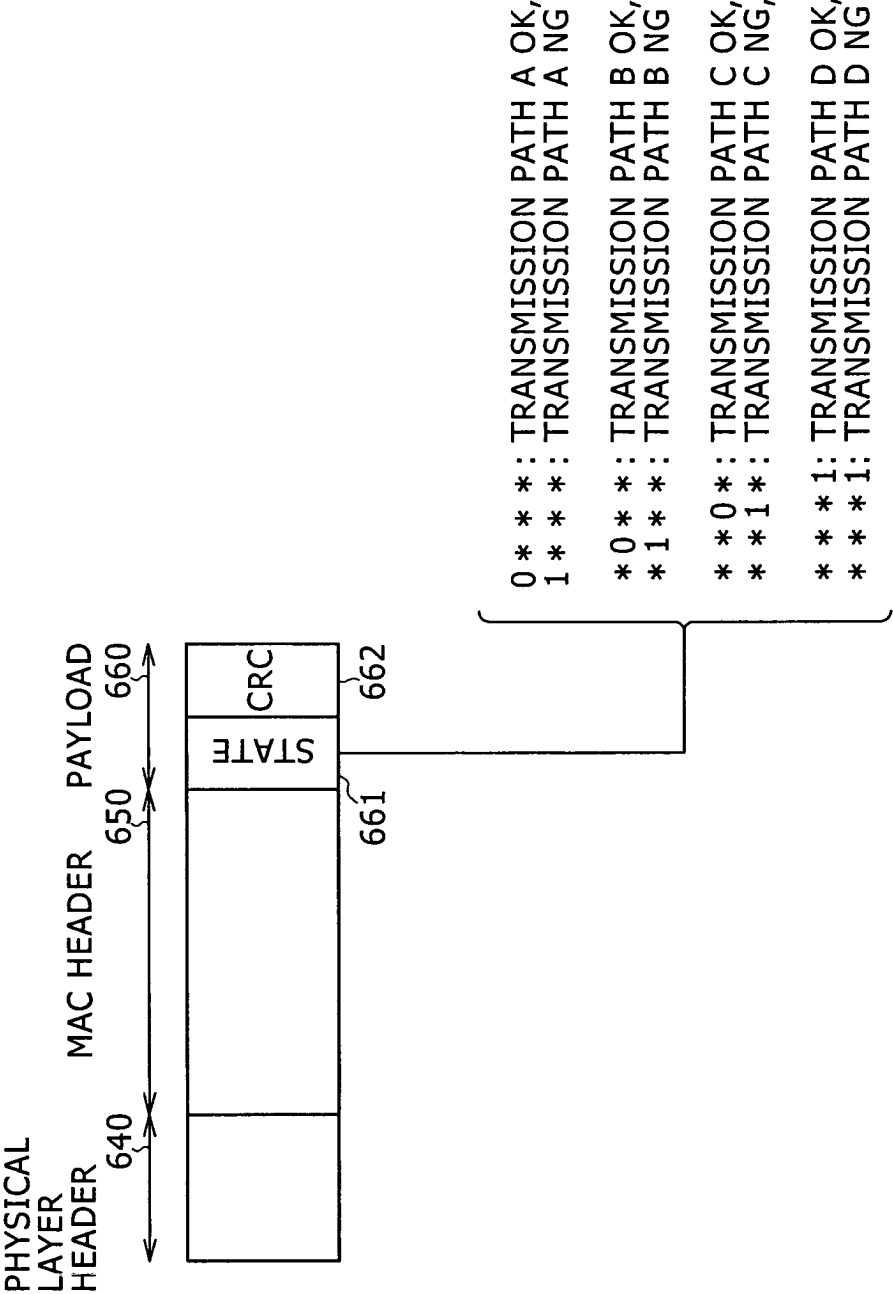 PHYSICAL
LAYER
HEADER
MAC HEADER
PAYLOAD
640
650
660
STATE
CRC
661
662
0 * * *: TRANSMISSION PATH A OK,
1 * * *: TRANSMISSION PATH A NG
* 0 * *: TRANSMISSION PATH B OK,
* 1 * *: TRANSMISSION PATH B NG
* * 0 *: TRANSMISSION PATH C OK,
* * 1 *: TRANSMISSION PATH C NG,
* * * 1: TRANSMISSION PATH D OK,
* * * 1: TRANSMISSION PATH D NG